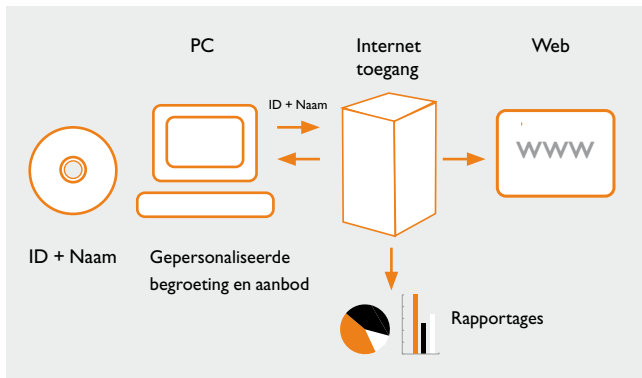 PC
Internet
toegang
Web
ID + Naam
www
ID + Naam
Gepersonaliseerde
begroeting en aanbod
Rapportages